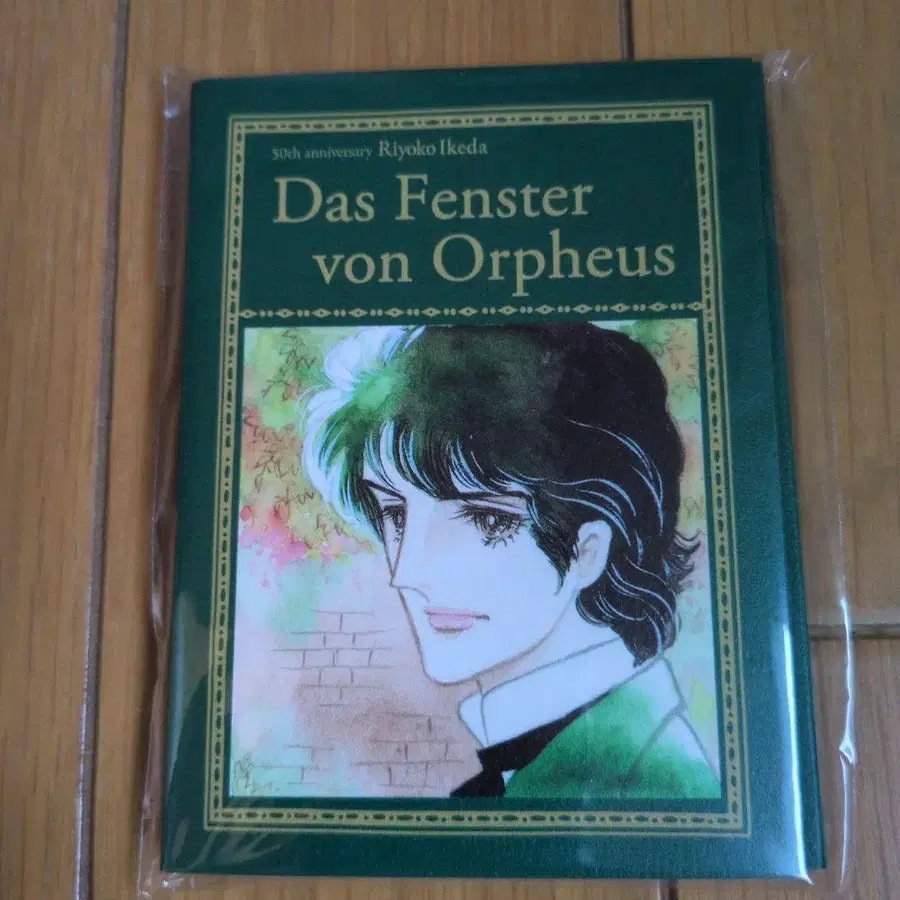 50th anniversary Riyoko Ikeda
Das Fenster
von Orpheus